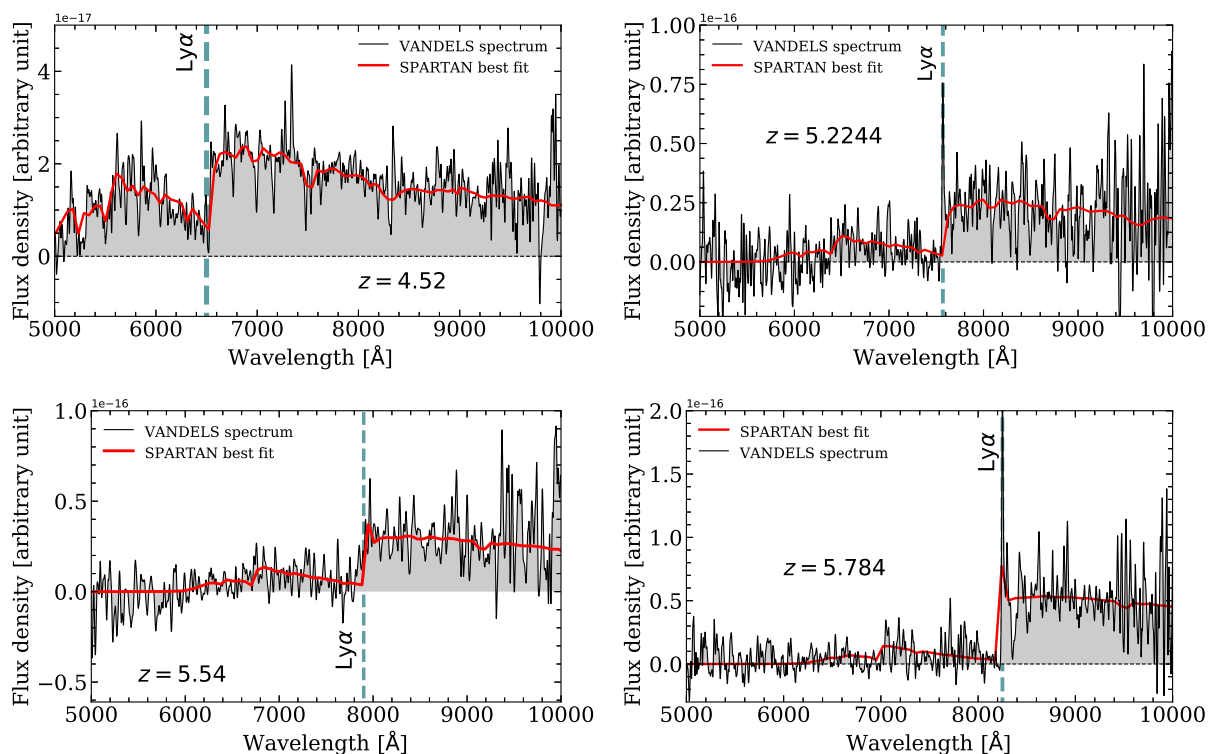 1e−17
Flux density [arbitrary unit]
4
2
0
Lyα
VANDELS spectrum
SPARTAN best fit
z = 4.52
5000 6000 7000 8000 9000 10000
Wavelength [Å]
1e−16
Flux density [arbitrary unit]
1.00
0.75
0.50
0.25
0.00
Lyα
VANDELS spectrum
SPARTAN best fit
z = 5.2244
5000 6000 7000 8000 9000 10000
Wavelength [Å]
1e−16
Flux density [arbitrary unit]
1.0
0.5
0.0
−0.5
VANDELS spectrum
SPARTAN best fit
Lyα
z = 5.54
5000 6000 7000 8000 9000 10000
Wavelength [Å]
1e−16
Flux density [arbitrary unit]
2.0
1.5
1.0
0.5
0.0
SPARTAN best fit
VANDELS spectrum
Lyα
z = 5.784
5000 6000 7000 8000 9000 10000
Wavelength [Å]